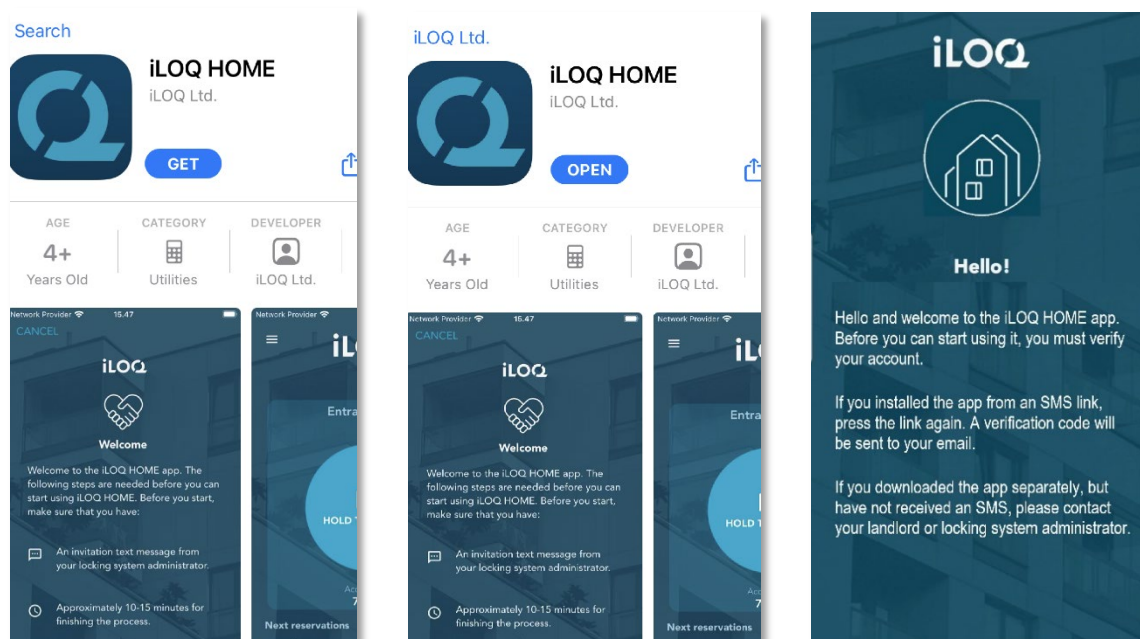 Search
iLOQ HOME
iLOQ Ltd.
GET
AGE
CATEGORY
DEVELOPER
4+
Years Old
Utilities
iLOQ Ltd.
Network Provider
15.47
CANCEL
iLOQ
Welcome
Welcome to the iLOQ HOME app. The
following steps are needed before you can
start using iLOQ HOME. Before you start,
make sure that you have:
An invitation text message from
your locking system administrator.
Approximately 10-15 minutes for
finishing the process.
Network Provider
iL
Entra
HOLD
7
Next reservations
iLOQ Ltd.
iLOQ HOME
iLOQ Ltd.
OPEN
AGE
CATEGORY
DEVELOPER
4+
Years Old
Utilities
iLOQ Ltd.
Network Provider
15.47
CANCEL
iLOQ
Welcome
Welcome to the iLOQ HOME app. The
following steps are needed before you can
start using iLOQ HOME. Before you start,
make sure that you have:
An invitation text message from
your locking system administrator.
Approximately 10-15 minutes for
finishing the process.
Network Provider
iL
Entra
HOLD
7
Next reservations
iLOQ
Hello!
Hello and welcome to the iLOQ HOME app.
Before you can start using it, you must verify
your account.
If you installed the app from an SMS link,
press the link again. A verification code will
be sent to your email.
If you downloaded the app separately, but
have not received an SMS, please contact
your landlord or locking system administrator.